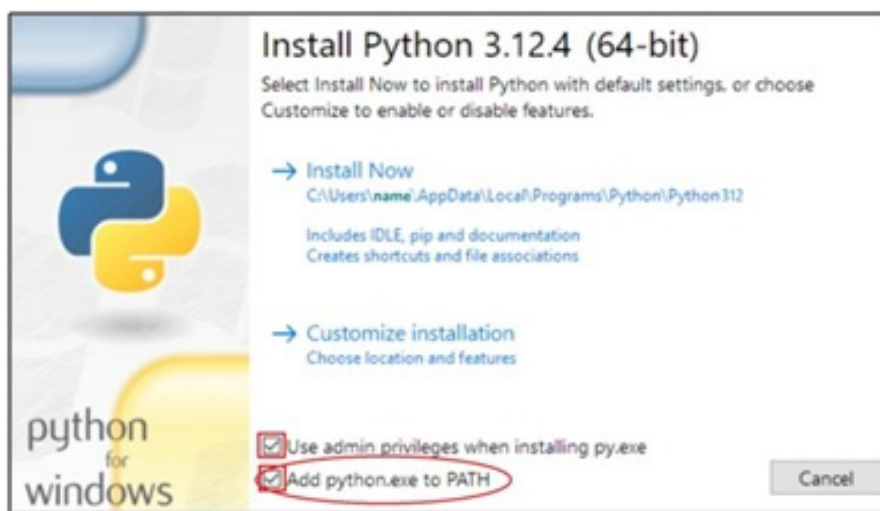 Install Python 3.12.4 (64-bit)
Select Install Now to install Python with default settings, or choose
Customize to enable or disable features.
→ Install Now
C:\Users\name\AppData\Local\Programs\Python\Python312
Includes IDLE, pip and documentation
Creates shortcuts and file associations
→ Customize installation
Choose location and features
python
for
windows
Use admin privileges when installing py.exe
Add python.exe to PATH
Cancel